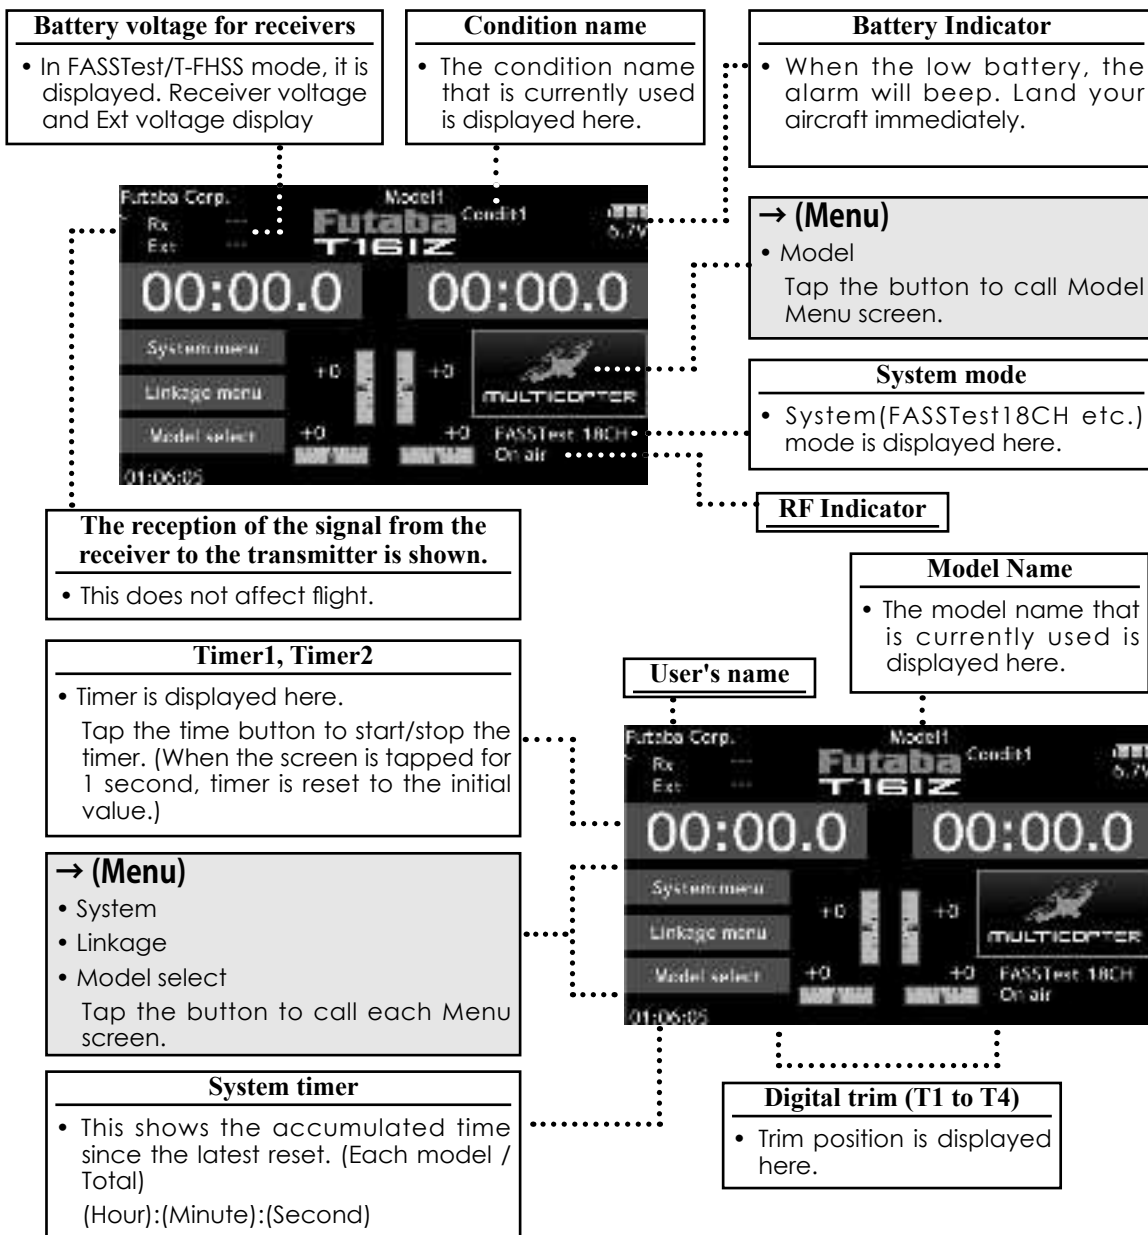 Battery voltage for receivers
• In FASSTest/T-FHSS mode, it is
displayed. Receiver voltage
and Ext voltage display
Condition name
• The condition name
that is currently used
is displayed here.
Battery Indicator
• When the low battery, the
alarm will beep. Land your
aircraft immediately.
→ (Menu)
• Model
Tap the button to call Model
Menu screen.
System mode
• System(FASSTest18CH etc.)
mode is displayed here.
RF Indicator
Futaba Corp.
Model1
Rx ---
Ext ---
Futaba
T16IZ
Condit1
6.7V
00:00.0
00:00.0
System menu
Linkage menu
Model select
+0
+0
+0
+0
MULTICOPTER
FASSTest 18CH
On air
01:06:05
The reception of the signal from the
receiver to the transmitter is shown.
• This does not affect flight.
Timer1, Timer2
• Timer is displayed here.
Tap the time button to start/stop the
timer. (When the screen is tapped for
1 second, timer is reset to the initial
value.)
→ (Menu)
• System
• Linkage
• Model select
Tap the button to call each Menu
screen.
System timer
• This shows the accumulated time
since the latest reset. (Each model /
Total)
(Hour):(Minute):(Second)
User's name
Model Name
• The model name that
is currently used is
displayed here.
Futaba Corp.
Model1
Rx ---
Ext ---
Futaba
T16IZ
Condit1
6.7V
00:00.0
00:00.0
System menu
Linkage menu
Model select
+0
+0
+0
+0
MULTICOPTER
FASSTest 18CH
On air
01:06:05
Digital trim (T1 to T4)
• Trim position is displayed
here.